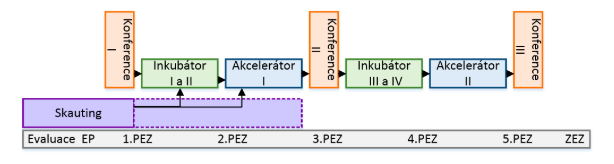 Konference
I
Inkubátor
I a II
Akcelerátor
I
Konference
II
Inkubátor
III a IV
Akcelerátor
II
Konference
III
Skauting
Evaluace EP 1.PEZ 2.PEZ 3.PEZ 4.PEZ 5.PEZ ZEZ